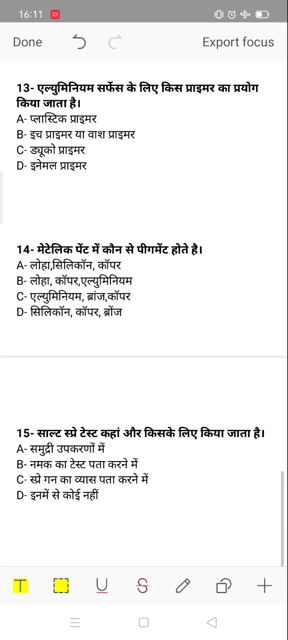 16:11
Done
Export focus
13- एल्युमिनियम सर्फेस के लिए किस प्राइमर का प्रयोग
किया जाता है।
A- प्लास्टिक प्राइमर
B- इच प्राइमर या वाश प्राइमर
C- ड्यूको प्राइमर
D- इनेमल प्राइमर
14- मेटेलिक पेंट में कौन से पीगमेंट होते है।
A- लोहा,सिलिकॉन, कॉपर
B- लोहा, कॉपर,एल्युमिनियम
C- एल्युमिनियम, ब्रांज,कॉपर
D- सिलिकॉन, कॉपर, ब्रोंज
15- साल्ट स्प्रे टेस्ट कहां और किसके लिए किया जाता है।
A- समुद्री उपकरणों में
B- नमक का टेस्ट पता करने में
C- स्प्रे गन का व्यास पता करने में
D- इनमें से कोई नहीं
T U S